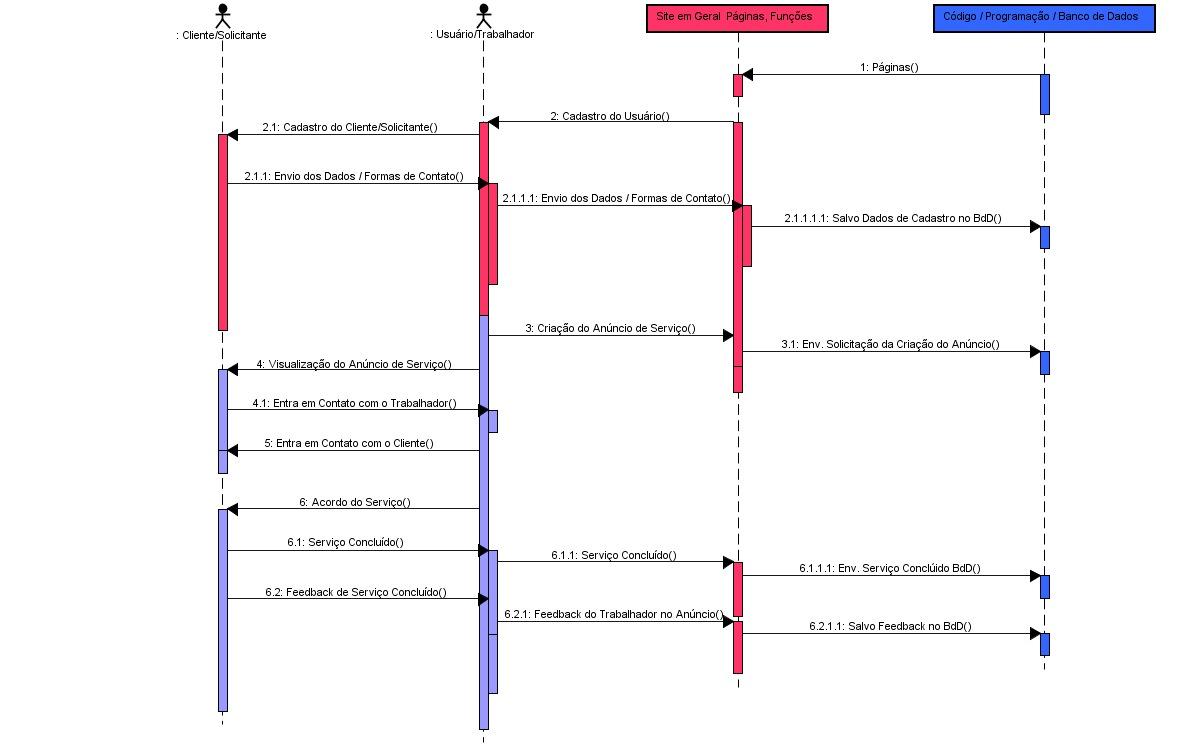 : Cliente/Solicitante
: Usuário/Trabalhador
Site em Geral Páginas, Funções
Código / Programação / Banco de Dados
1: Páginas()
2: Cadastro do Usuário()
2.1: Cadastro do Cliente/Solicitante()
2.1.1: Envio dos Dados / Formas de Contato()
2.1.1.1: Envio dos Dados / Formas de Contato()
2.1.1.1.1: Salvo Dados de Cadastro no BdD()
3: Criação do Anúncio de Serviço()
3.1: Env. Solicitação da Criação do Anúncio()
4: Visualização do Anúncio de Serviço()
4.1: Entra em Contato com o Trabalhador()
5: Entra em Contato com o Cliente()
6: Acordo do Serviço()
6.1: Serviço Concluído()
6.1.1: Serviço Concluído()
6.1.1.1: Env. Serviço Conclúido BdD()
6.2: Feedback de Serviço Concluído()
6.2.1: Feedback do Trabalhador no Anúncio()
6.2.1.1: Salvo Feedback no BdD()